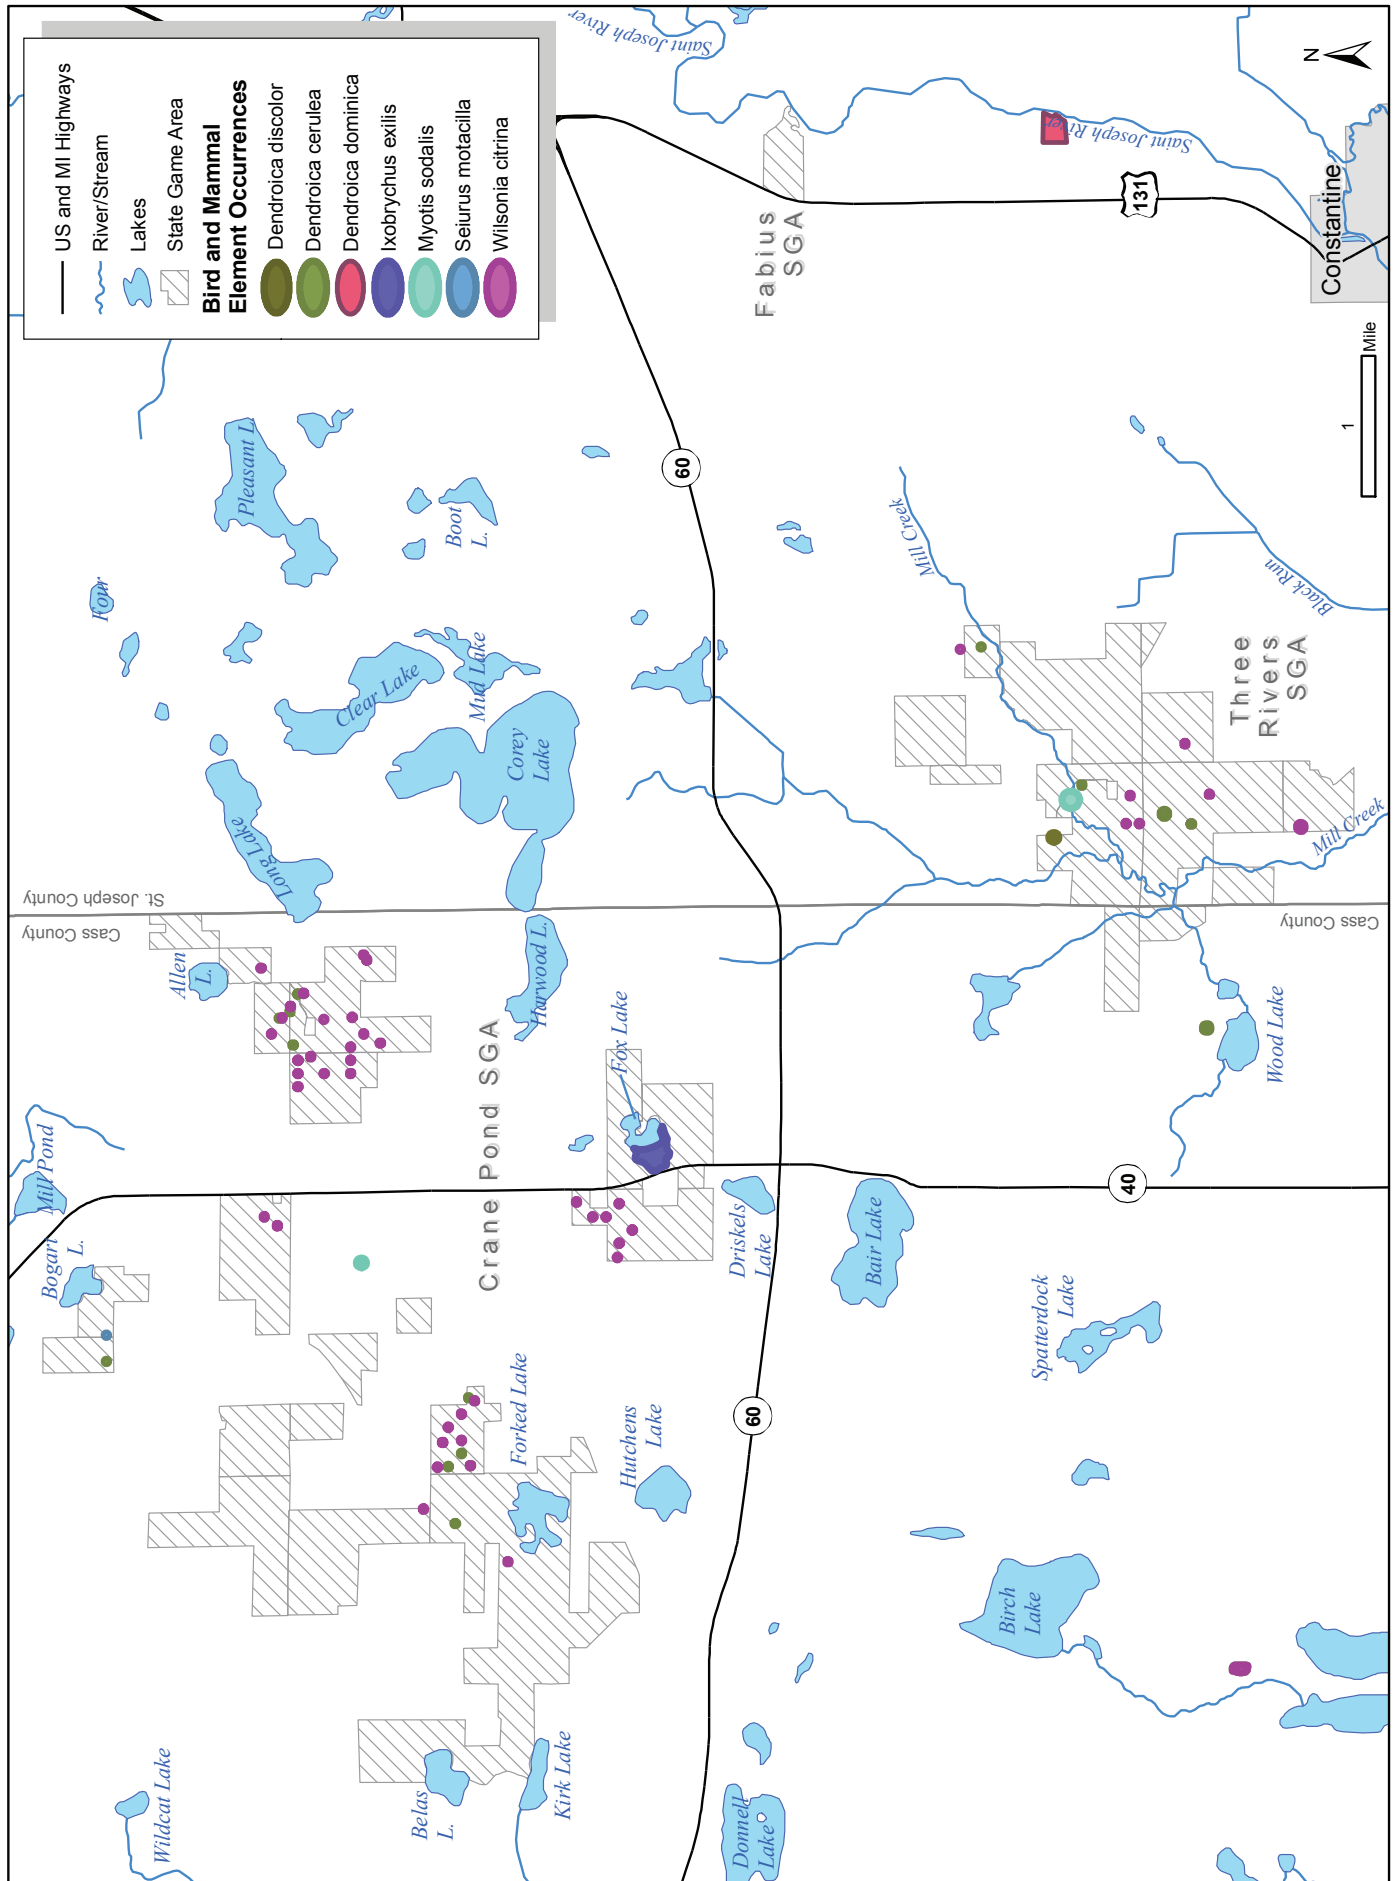 US and MI Highways
River/Stream
Lakes
State Game Area
Bird and Mammal
Element Occurrences
Dendroica discolor
Dendroica cerulea
Dendroica dominica
Ixobrychus exilis
Myotis sodalis
Seiurus motacilla
Wilsonia citrina
Wildcat Lake
Bogart
L.
Mill Pond
Allen
L.
Cass County
St. Joseph County
Long Lake
Four
Pleasant L.
Clear Lake
Mud Lake
Boot
L.
Corey
Lake
Harwood L.
Crane Pond SGA
Forked Lake
Belas
L.
Kirk Lake
Hutchens
Lake
Fox Lake
Driskels
Lake
Donnell
Lake
60
60
Saint Joseph River
Fabius
SGA
Bair Lake
Mill Creek
Birch
Lake
Spatterdock
Lake
40
131
Saint Joseph River
Three
Rivers
SGA
Black Run
Wood Lake
Cass County
Mill Creek
Constantine
N
1
Mile